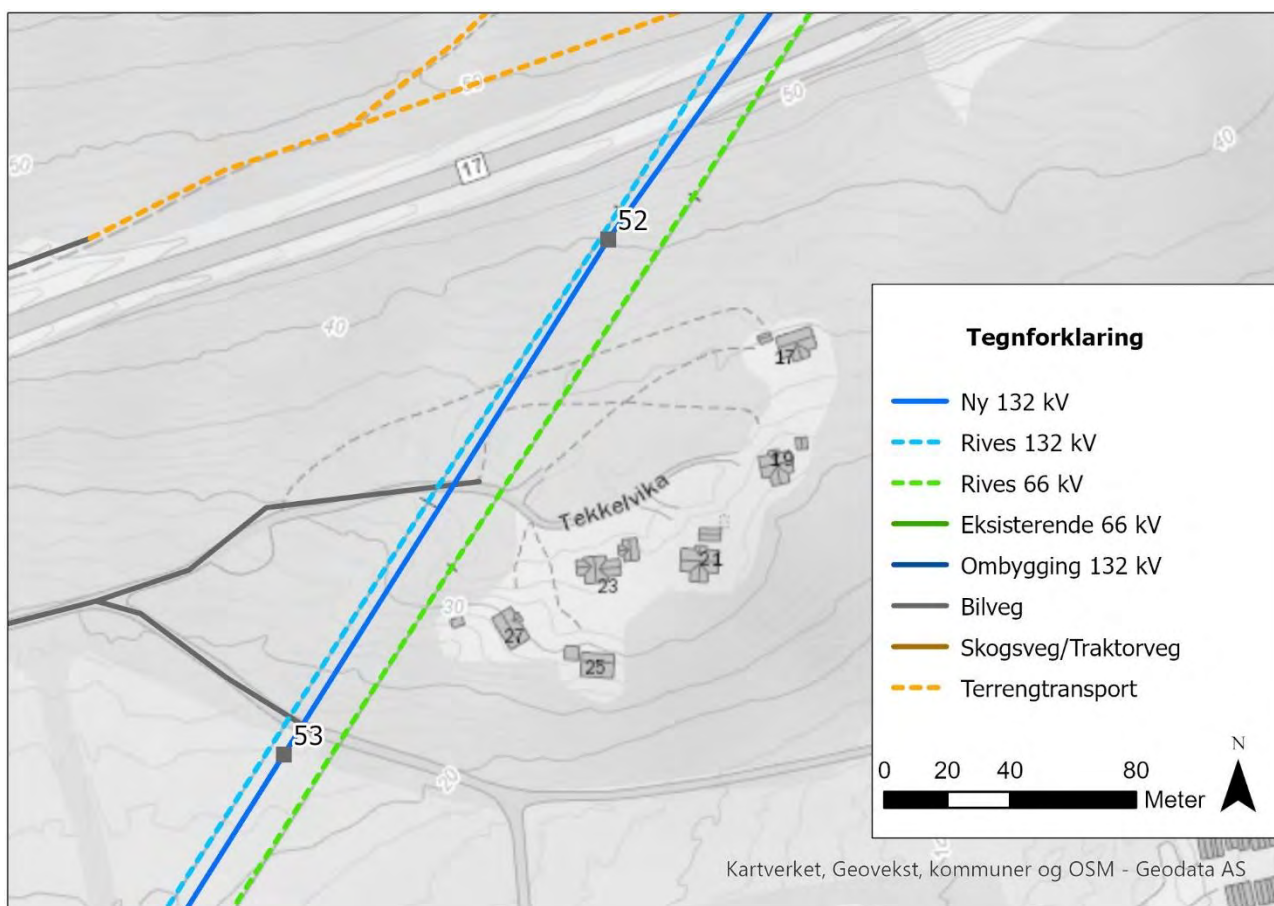 50
17
50
50
40
52
40
17
19
Tekkelvika
21
23
30
27
25
53
20
Tegnforklaring
Ny 132 kV
Rives 132 kV
Rives 66 kV
Eksisterende 66 kV
Ombygging 132 kV
Bilveg
Skogsveg/Traktorveg
Terrengtransport
N
0 20 40 80 Meter
Kartverket, Geovekst, kommuner og OSM - Geodata AS